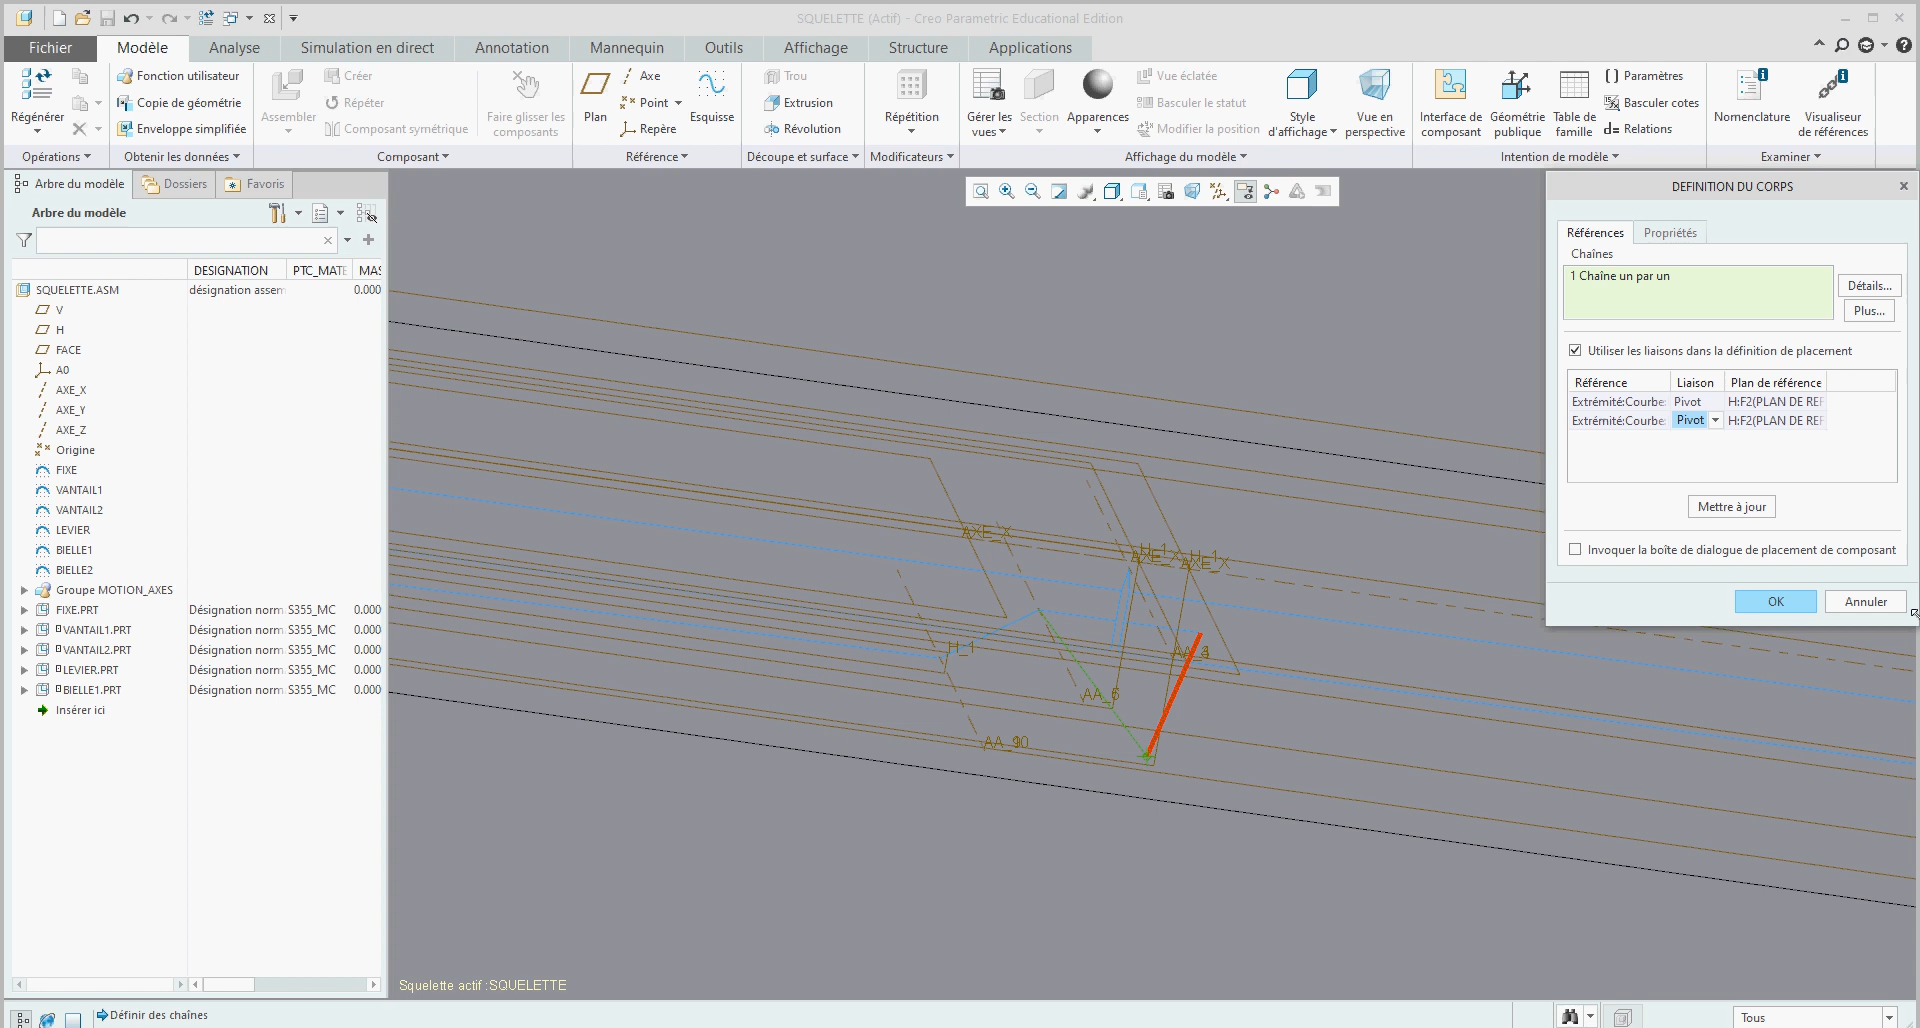 SQUELETTE (Actif) - Creo Parametric Educational Edition
Fichier Modèle Analyse Simulation en direct Annotation Mannequin Outils Affichage Structure Applications
Régénérer
Fonction utilisateur
Copie de géométrie
Enveloppe simplifiée
Assembler
Créer
Répéter
Composant symétrique
Faire glisser les composants
Plan
Axe
Point
Repère
Esquisse
Trou
Extrusion
Révolution
Répétition
Gérer les vues
Section
Apparences
Vue éclatée
Basculer le statut
Modifier la position
Style d'affichage
Vue en perspective
Interface de composant
Géométrie publique
Table de famille
Paramètres
Basculer cotes
d= Relations
Nomenclature
Visualiseur de références
Opérations Obtenir les données Composant Référence Découpe et surface Modificateurs Affichage du modèle Intention de modèle Examiner
Arbre du modèle Dossiers Favoris
Arbre du modèle
DESIGNATION PTC_MATE MAS
SQUELETTE.ASM désignation assem 0.000
V
H
FACE
A0
AXE_X
AXE_Y
AXE_Z
Origine
FIXE
VANTAIL1
VANTAIL2
LEVIER
BIELLE1
BIELLE2
Groupe MOTION_AXES
FIXE.PRT Désignation norm S355_MC 0.000
VANTAIL1.PRT Désignation norm S355_MC 0.000
VANTAIL2.PRT Désignation norm S355_MC 0.000
LEVIER.PRT Désignation norm S355_MC 0.000
BIELLE1.PRT Désignation norm S355_MC 0.000
Insérer ici
AXE_X
H_1
AA_6
AA_90
Squelette actif :SQUELETTE
DEFINITION DU CORPS
Références Propriétés
Chaînes
1 Chaîne un par un
Détails...
Plus...
Utiliser les liaisons dans la définition de placement
Référence Liaison Plan de référence
Extrémité:Courbe: Pivot H:F2(PLAN DE REF
Extrémité:Courbe: Pivot H:F2(PLAN DE REF
Mettre à jour
Invoquer la boîte de dialogue de placement de composant
OK Annuler
Définir des chaînes
Tous